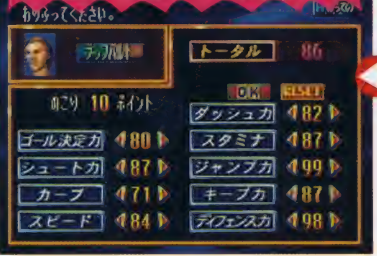 わりふってください。
トータル 86
のこり 10 ポイント
OK RESET
ゴール決定力 80
シュート力 87
カーブ 71
スピード 84
ダッシュ力 82
スタミナ 87
ジャンプ力 99
キープ力 87
ディフェンス力 98